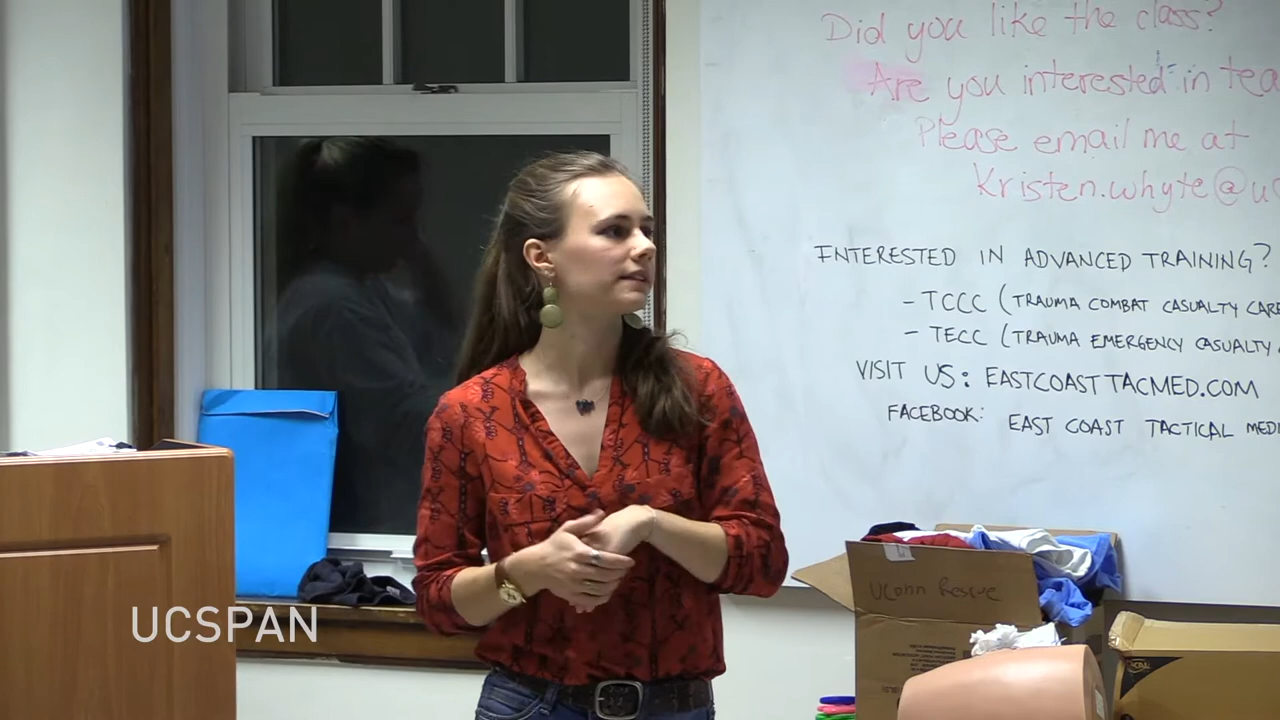 Did you like the class?
Are you interested in tea
Please email me at
Kristen.whyte@u
INTERESTED IN ADVANCED TRAINING?
- TCCC (TRAUMA COMBAT CASUALTY CARE
- TECC (TRAUMA EMERGENCY CASUALTY
VISIT US: EASTCOASTTACMED.COM
FACEBOOK: EAST COAST TACTICAL MEDI
UConn Rescue
UCSPAN